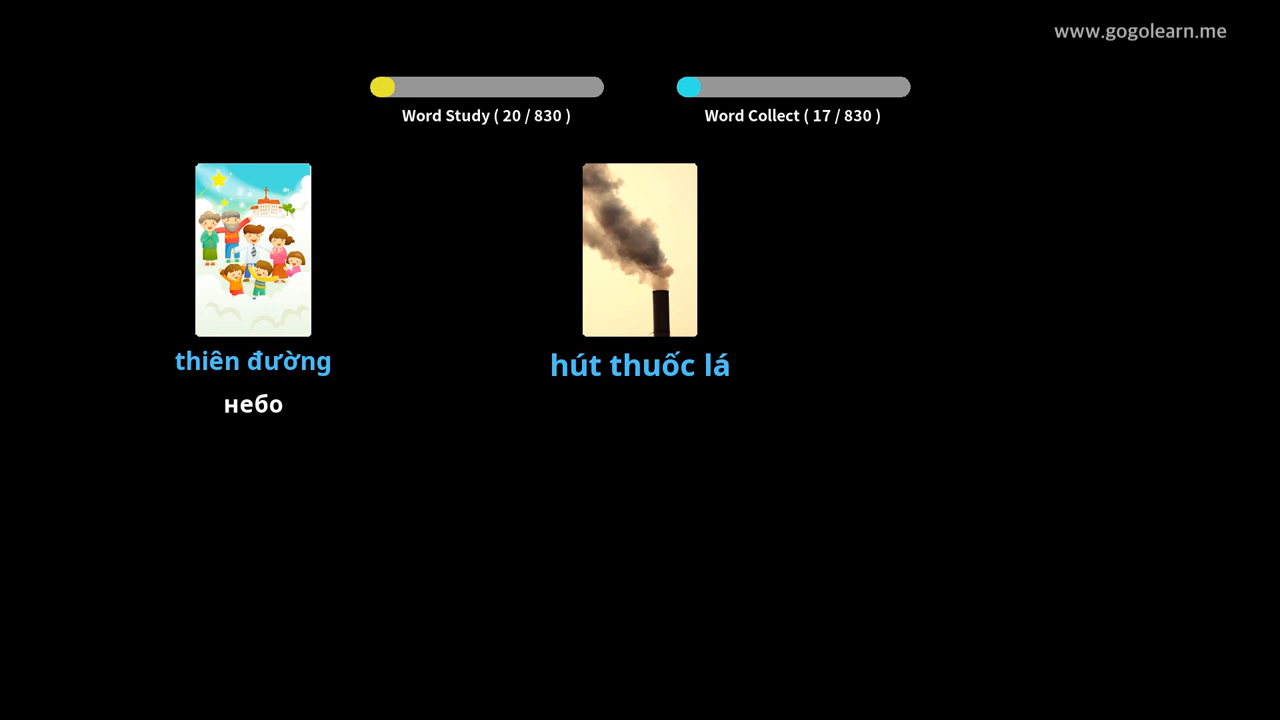 www.gogolearn.me
Word Study ( 20 / 830 )
Word Collect ( 17 / 830 )
thiên đường
небо
hút thuốc lá